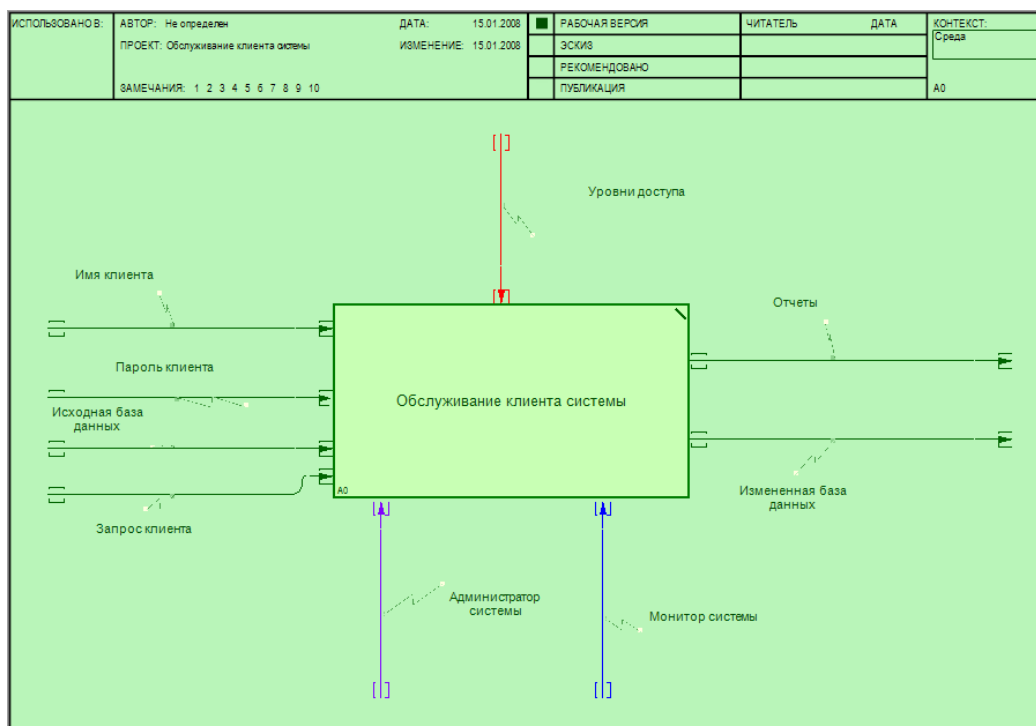 ИСПОЛЬЗОВАНО В:
АВТОР: Не определен
ДАТА: 15.01.2008
ПРОЕКТ: Обслуживание клиента системы
ИЗМЕНЕНИЕ: 15.01.2008
ЗАМЕЧАНИЯ: 1 2 3 4 5 6 7 8 9 10
РАБОЧАЯ ВЕРСИЯ
ЭСКИЗ
РЕКОМЕНДОВАНО
ПУБЛИКАЦИЯ
ЧИТАТЕЛЬ ДАТА
КОНТЕКСТ:
Среда
A0
Уровни доступа
Имя клиента
Отчеты
Пароль клиента
Обслуживание клиента системы
Исходная база
данных
A0
Измененная база
данных
Запрос клиента
Администратор
системы
Монитор системы